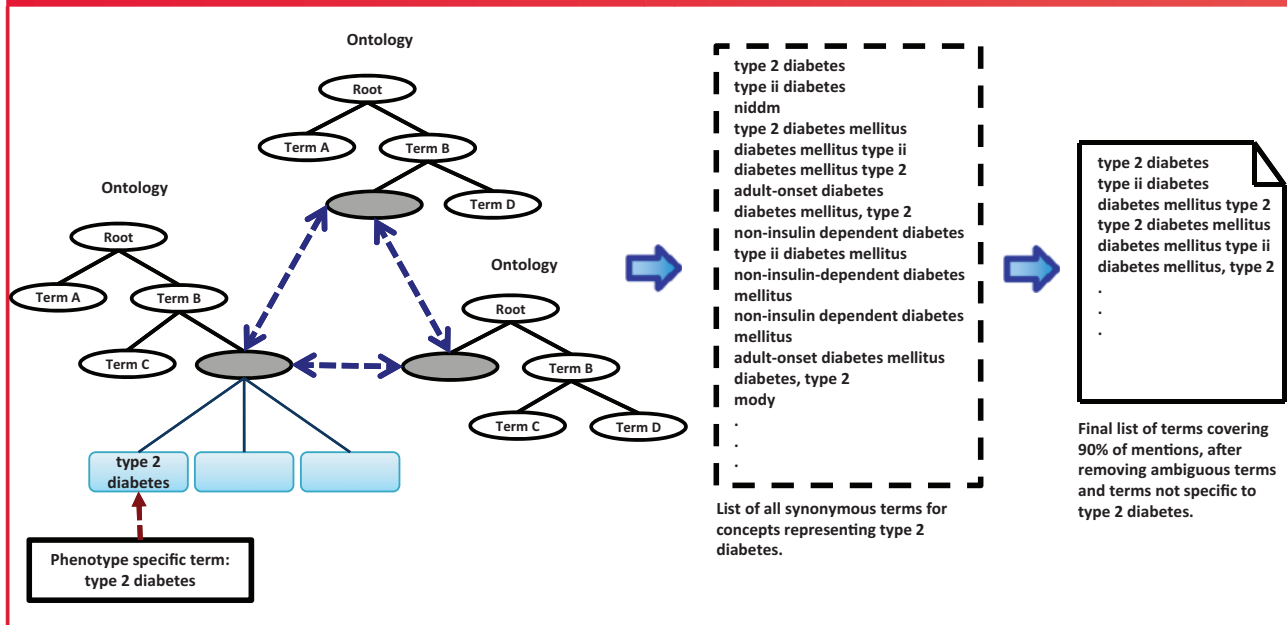 Ontology
Root
Term A
Term B
Term D
Ontology
Root
Term A
Term B
Term C
Ontology
Root
Term B
Term C
Term D
type 2
diabetes
Phenotype specific term:
type 2 diabetes
type 2 diabetes
type ii diabetes
niddm
type 2 diabetes mellitus
diabetes mellitus type ii
diabetes mellitus type 2
adult-onset diabetes
diabetes mellitus, type 2
non-insulin dependent diabetes
type ii diabetes mellitus
non-insulin-dependent diabetes
mellitus
non-insulin dependent diabetes
mellitus
adult-onset diabetes mellitus
diabetes, type 2
mody
.
.
.
List of all synonymous terms for
concepts representing type 2
diabetes.
type 2 diabetes
type ii diabetes
diabetes mellitus type 2
type 2 diabetes mellitus
diabetes mellitus type ii
diabetes mellitus, type 2
.
.
.
Final list of terms covering
90% of mentions, after
removing ambiguous terms
and terms not specific to
type 2 diabetes.